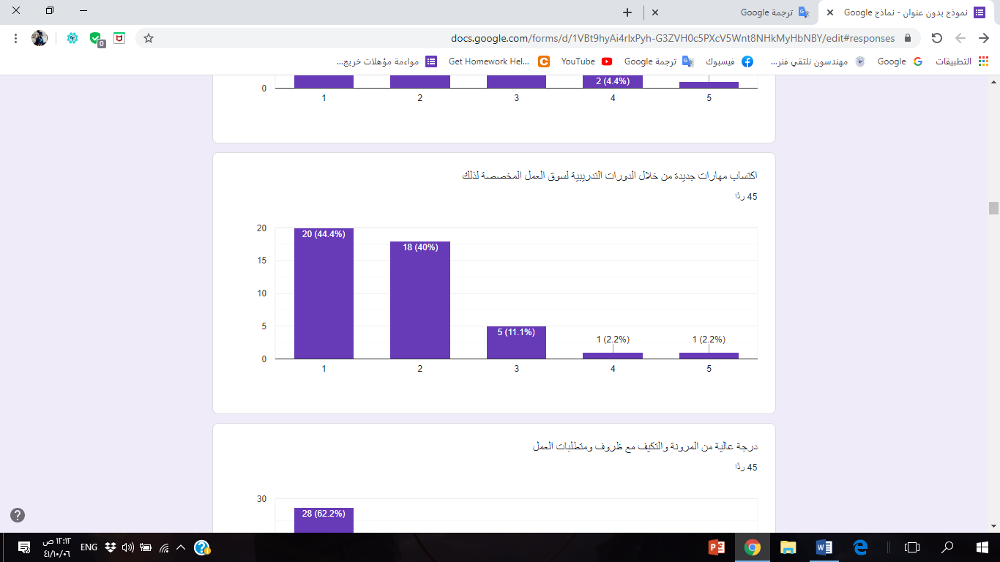 نموذج بدون عنوان - نماذج Google
ترجمة Google
docs.google.com/forms/d/1VBt9hyAi4rlxPyh-G3ZVH0c5PXcV5Wnt8NHkMyHbNBY/edit#responses
0
التطبيقات
Google
مهندسون نلتقي فنر...
فيسبوك
ترجمة Google
YouTube
Get Homework Hel...
مواءمة مؤهلات خريج...
0
2 (4.4%)
1 2 3 4 5
اكتساب مهارات جديدة من خلال الدورات التدريبية لسوق العمل المخصصة لذلك
45 ردًا
20
15
10
5
0
20 (44.4%)
18 (40%)
5 (11.1%)
1 (2.2%)
1 (2.2%)
1 2 3 4 5
درجة عالية من المرونة والتكيف مع ظروف ومتطلبات العمل
45 ردًا
30
28 (62.2%)
ENG
١٢:١٢ ص
٤١/١٠/٠٦